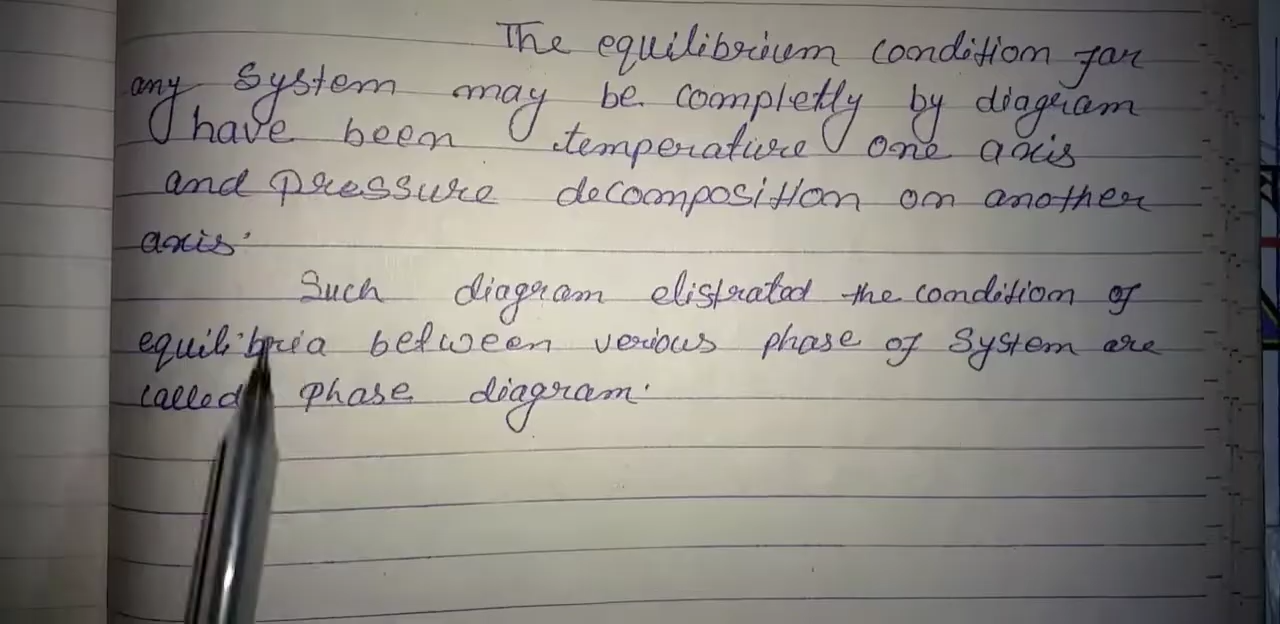 The equilibrium condition for
any system may be completly by diagram
have been temperature one axis
and pressure decomposition on another
axis.
Such diagram elistrated the condition of
equilibria between verious phase of system are
called phase diagram.